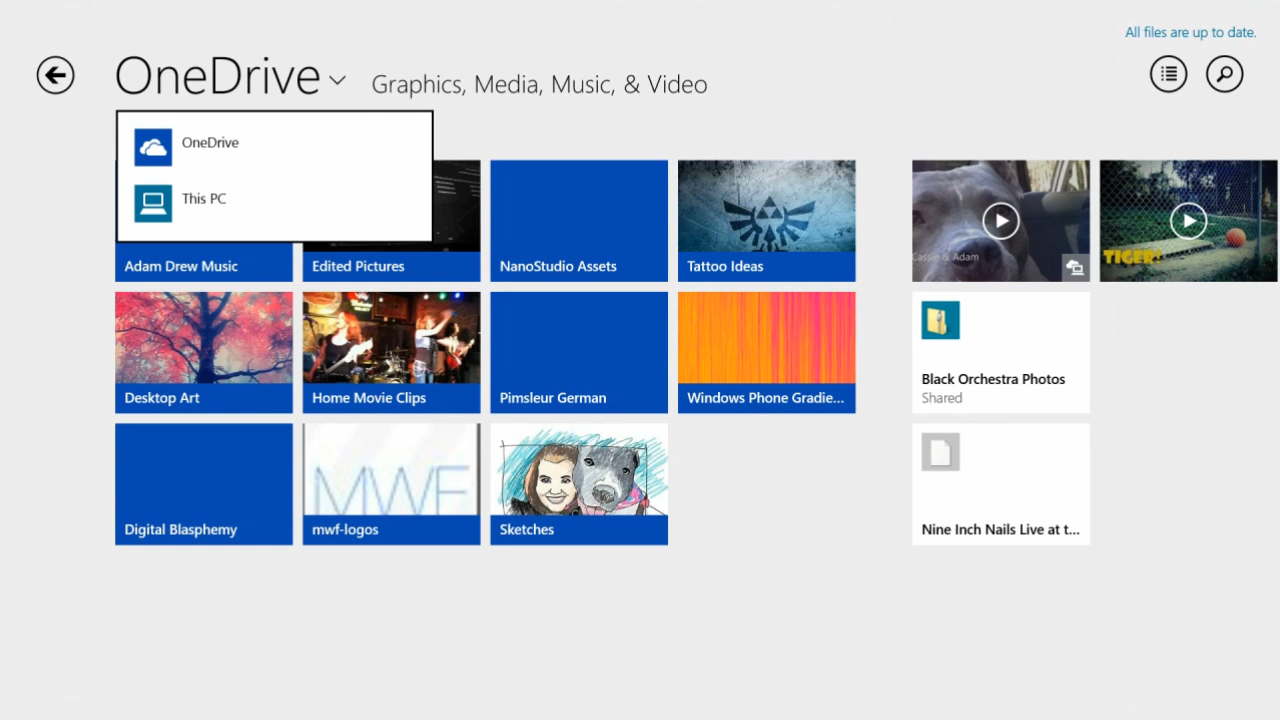 All files are up to date.
OneDrive Graphics, Media, Music, & Video
OneDrive
This PC
Adam Drew Music
Edited Pictures
NanoStudio Assets
Tattoo Ideas
Cassie & Adam
TIGER!
Desktop Art
Home Movie Clips
Pimsleur German
Windows Phone Gradie...
Black Orchestra Photos
Shared
MWF
Digital Blasphemy
mwf-logos
Sketches
Nine Inch Nails Live at t...